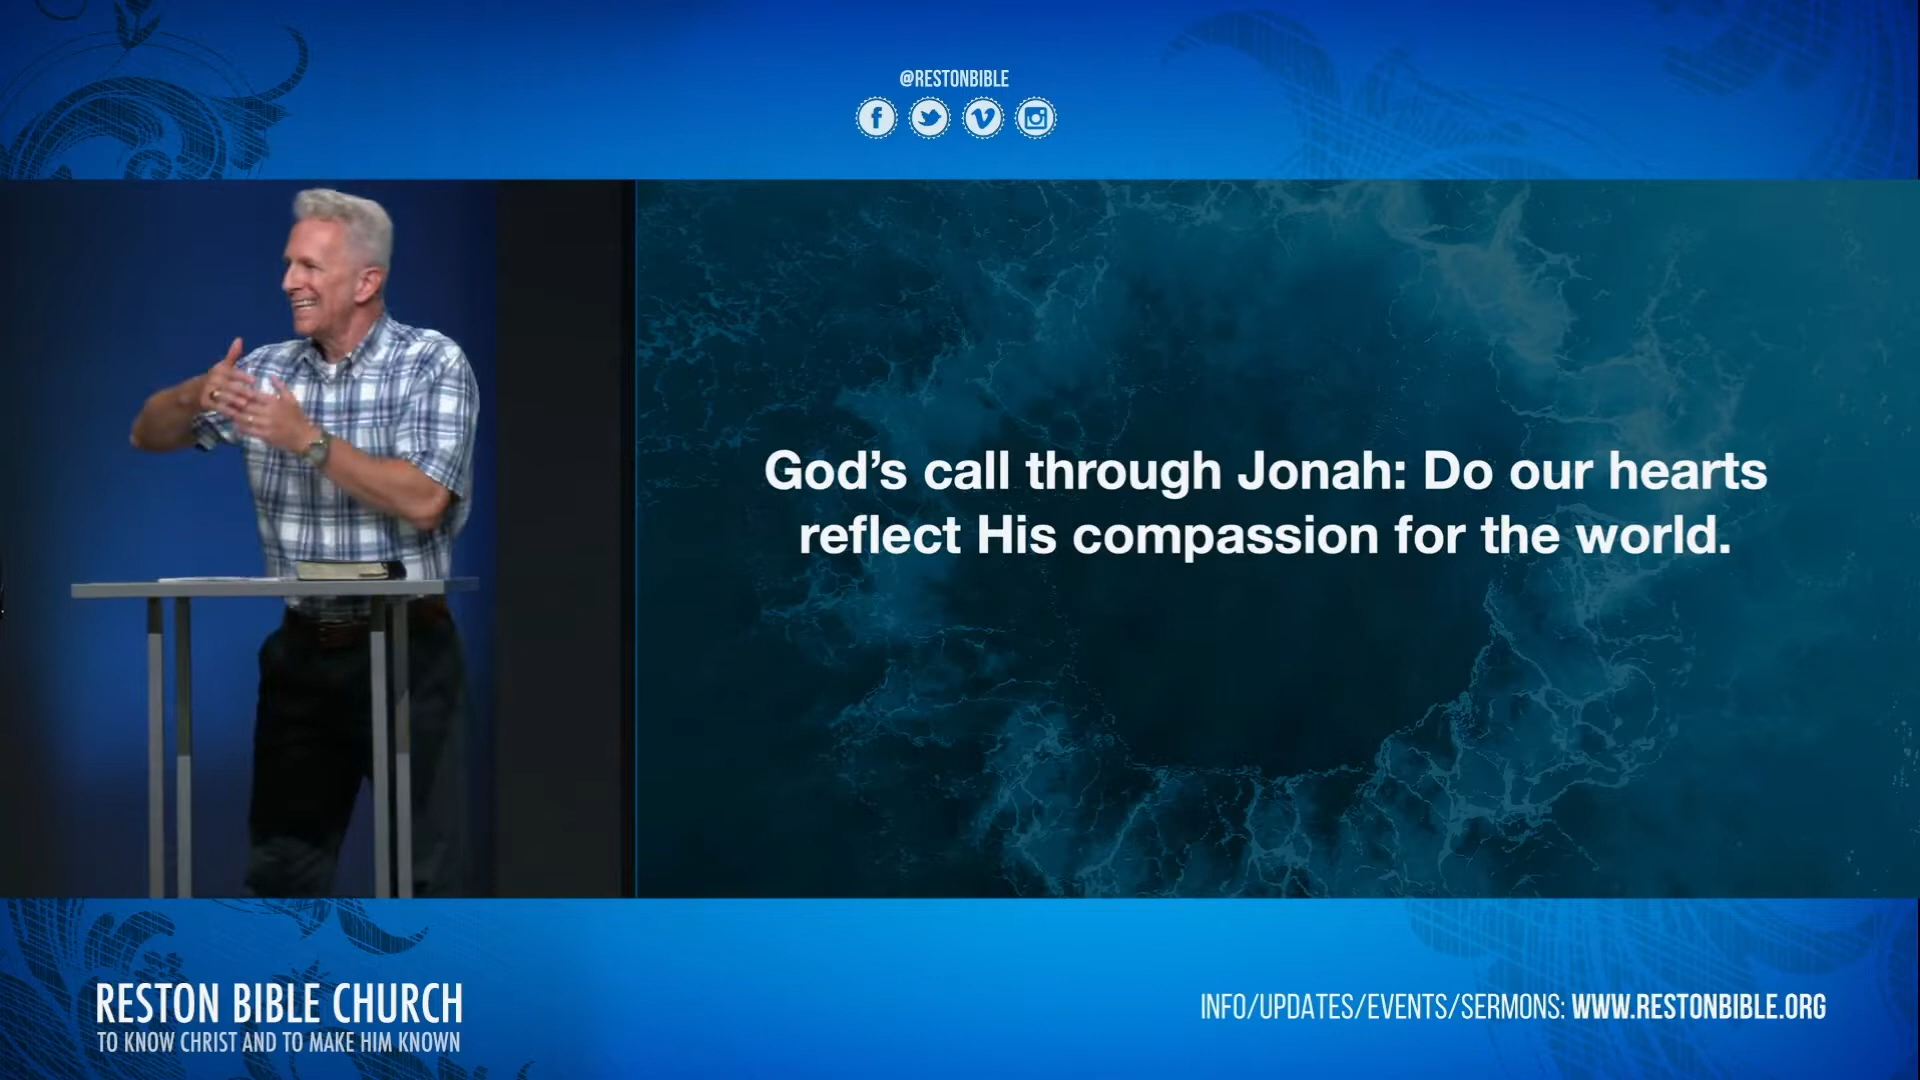 @RESTONBIBLE
God’s call through Jonah: Do our hearts
reflect His compassion for the world.
RESTON BIBLE CHURCH
TO KNOW CHRIST AND TO MAKE HIM KNOWN
INFO/UPDATES/EVENTS/SERMONS: WWW.RESTONBIBLE.ORG